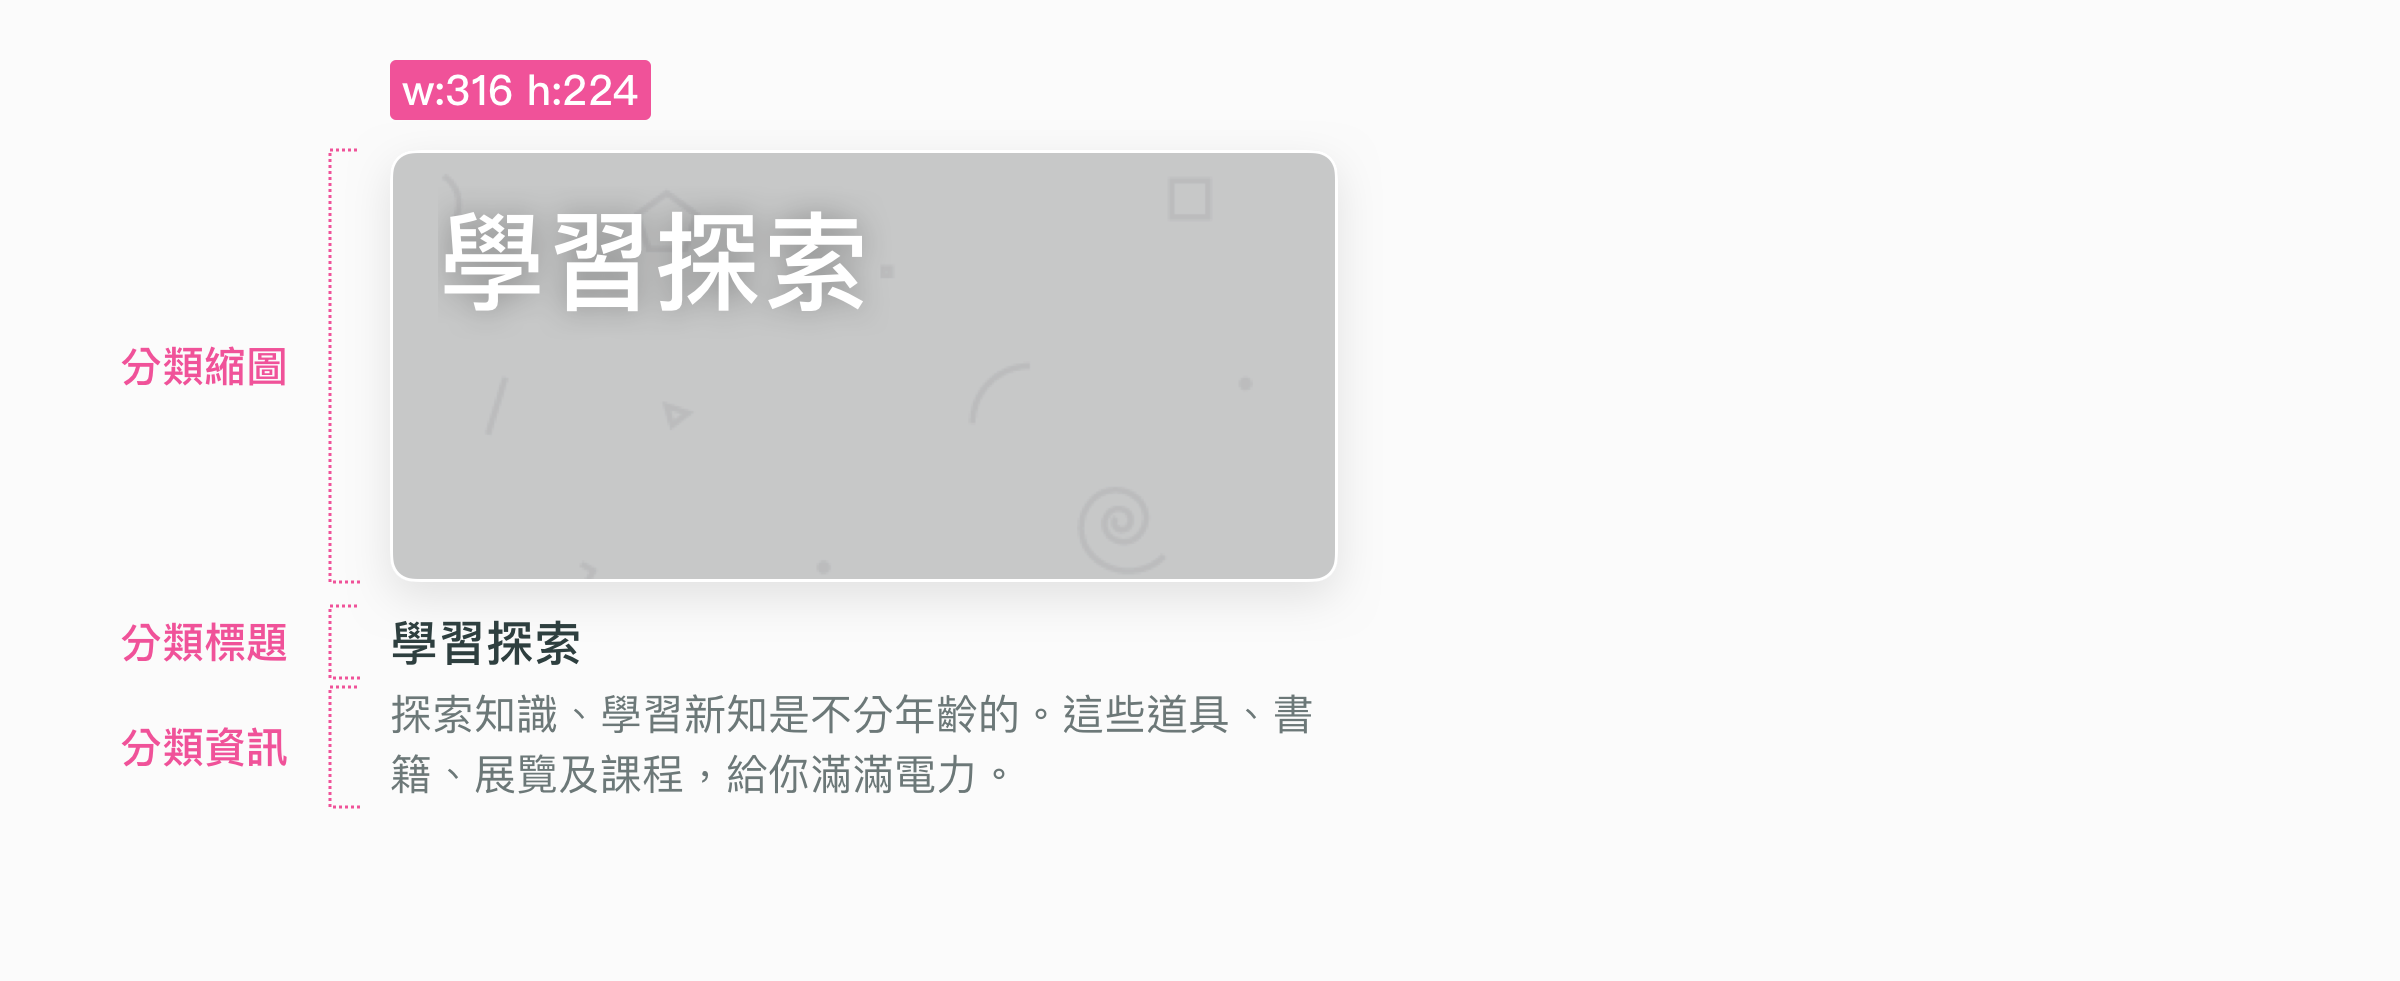 w:316 h:224
學習探索
分類縮圖
分類標題
學習探索
分類資訊
探索知識、學習新知是不分年齡的。這些道具、書
籍、展覽及課程，給你滿滿電力。